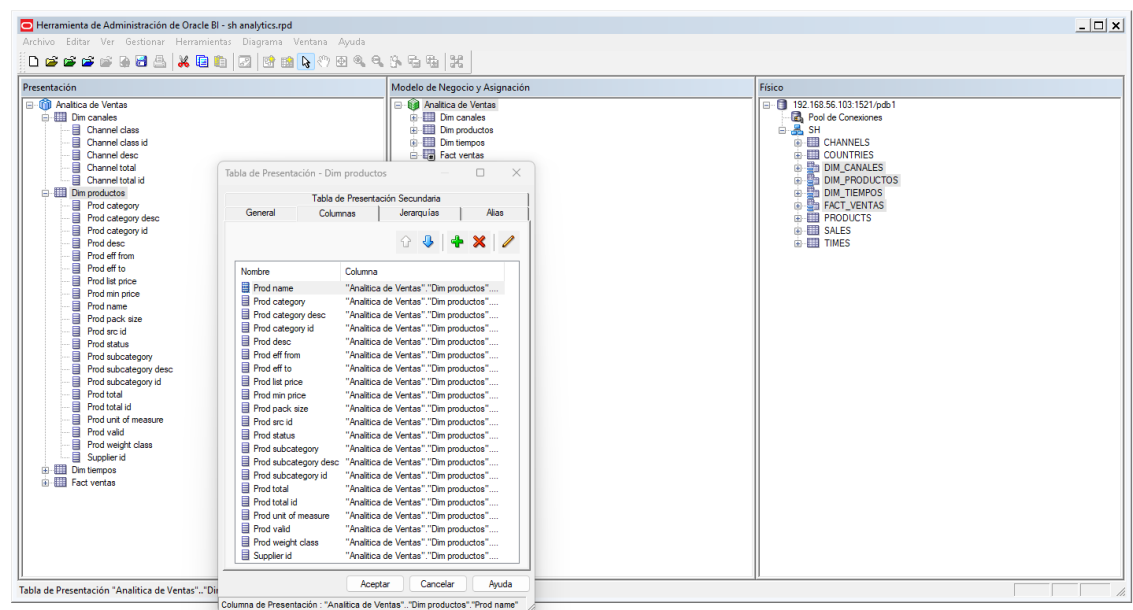 Herramienta de Administración de Oracle BI - sh analytics.rpd
Archivo Editar Ver Gestionar Herramientas Diagrama Ventana Ayuda
Presentación
Analitica de Ventas
Dim canales
Channel class
Channel class id
Channel desc
Channel total
Channel total id
Dim productos
Prod category
Prod category desc
Prod category id
Prod desc
Prod eff from
Prod eff to
Prod list price
Prod min price
Prod name
Prod pack size
Prod src id
Prod status
Prod subcategory
Prod subcategory desc
Prod subcategory id
Prod total
Prod total id
Prod unit of measure
Prod valid
Prod weight class
Supplier id
Dim tiempos
Fact ventas
Modelo de Negocio y Asignación
Analitica de Ventas
Dim canales
Dim productos
Dim tiempos
Fact ventas
Físico
192.168.56.103:1521/pdb1
Pool de Conexiones
SH
CHANNELS
COUNTRIES
DIM_CANALES
DIM_PRODUCTOS
DIM_TIEMPOS
FACT_VENTAS
PRODUCTS
SALES
TIMES
Tabla de Presentación - Dim productos
Tabla de Presentación Secundaria
General Columnas Jerarquías Alias
Nombre Columna
Prod name "Analitica de Ventas"."Dim productos"....
Prod category "Analitica de Ventas"."Dim productos"....
Prod category desc "Analitica de Ventas"."Dim productos"....
Prod category id "Analitica de Ventas"."Dim productos"....
Prod desc "Analitica de Ventas"."Dim productos"....
Prod eff from "Analitica de Ventas"."Dim productos"....
Prod eff to "Analitica de Ventas"."Dim productos"....
Prod list price "Analitica de Ventas"."Dim productos"....
Prod min price "Analitica de Ventas"."Dim productos"....
Prod pack size "Analitica de Ventas"."Dim productos"....
Prod src id "Analitica de Ventas"."Dim productos"....
Prod status "Analitica de Ventas"."Dim productos"....
Prod subcategory "Analitica de Ventas"."Dim productos"....
Prod subcategory desc "Analitica de Ventas"."Dim productos"....
Prod subcategory id "Analitica de Ventas"."Dim productos"....
Prod total "Analitica de Ventas"."Dim productos"....
Prod total id "Analitica de Ventas"."Dim productos"....
Prod unit of measure "Analitica de Ventas"."Dim productos"....
Prod valid "Analitica de Ventas"."Dim productos"....
Prod weight class "Analitica de Ventas"."Dim productos"....
Supplier id "Analitica de Ventas"."Dim productos"....
Aceptar Cancelar Ayuda
Columna de Presentación : "Analitica de Ventas".."Dim productos"."Prod name"
Tabla de Presentación "Analitica de Ventas".."Di